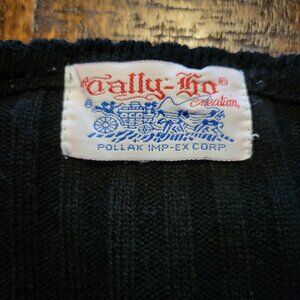 Tally-Ho®
Creation
®
POLLAK IMP-EX CORP.